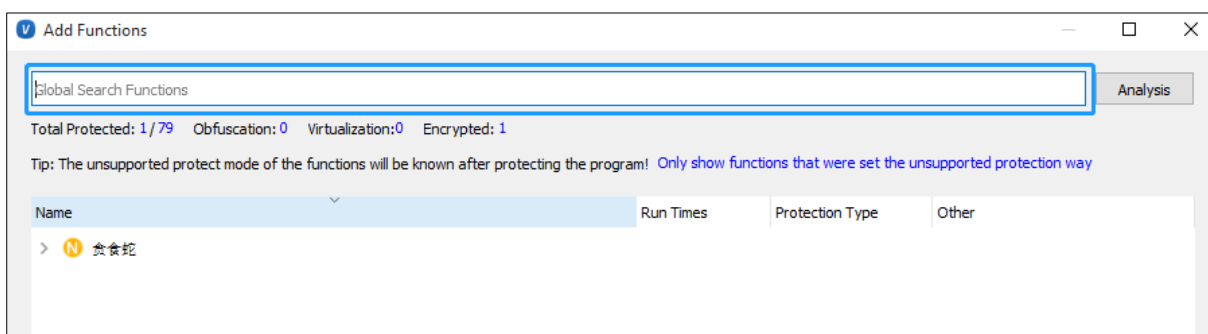 Add Functions
Global Search Functions
Analysis
Total Protected: 1/79 Obfuscation: 0 Virtualization:0 Encrypted: 1
Tip: The unsupported protect mode of the functions will be known after protecting the program! Only show functions that were set the unsupported protection way
Name Run Times Protection Type Other
N 贪食蛇